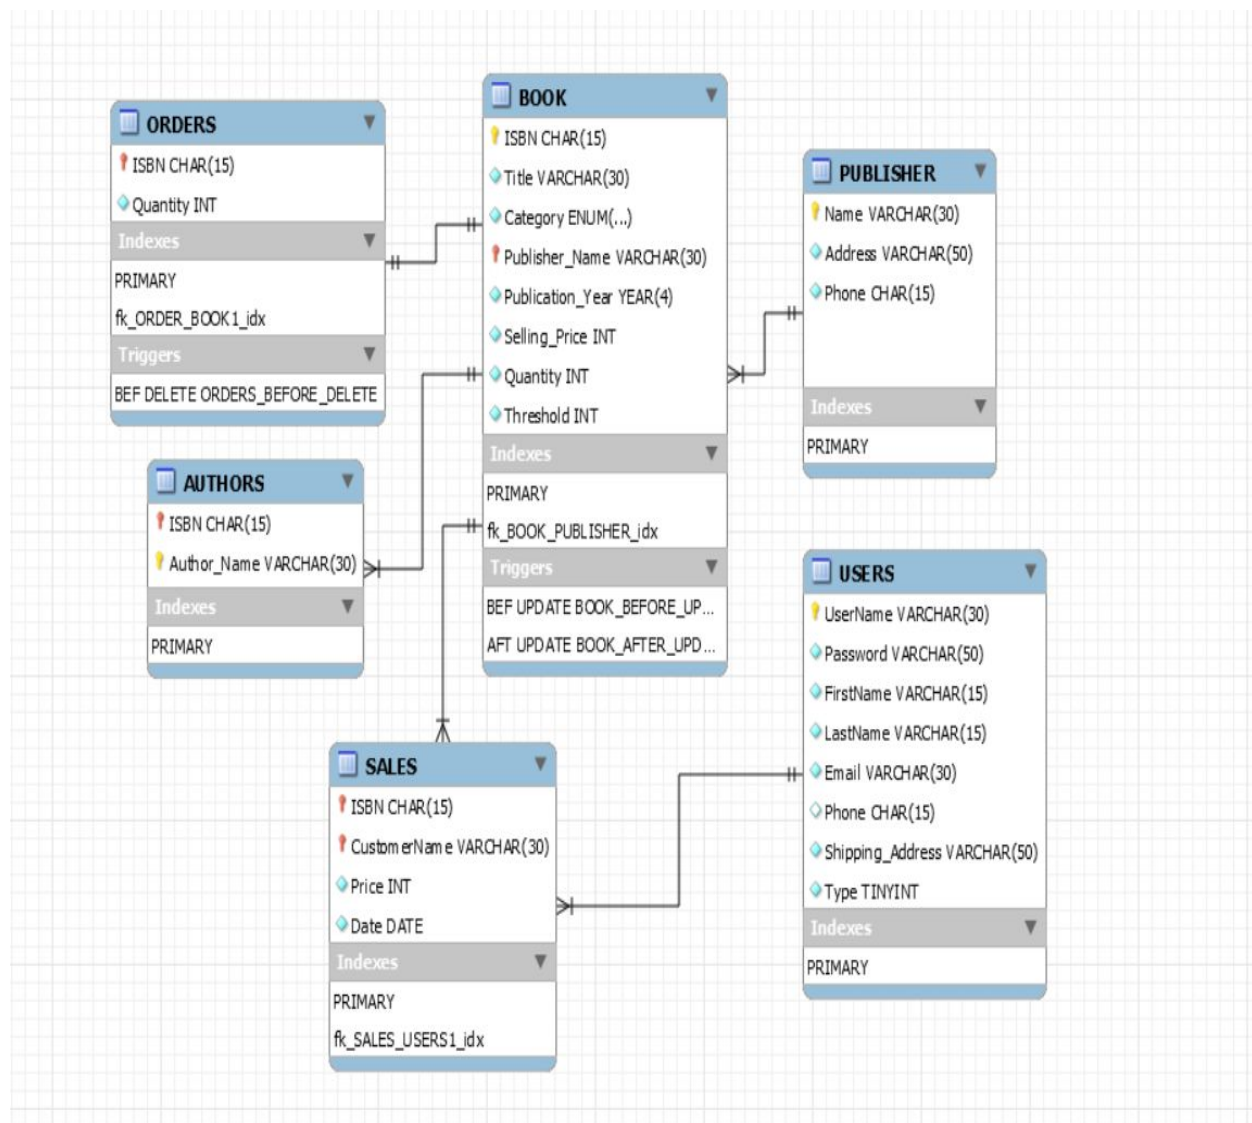 ORDERS
ISBN CHAR(15)
Quantity INT
Indexes
PRIMARY
fk_ORDER_BOOK1_idx
Triggers
BEF DELETE ORDERS_BEFORE_DELETE
BOOK
ISBN CHAR(15)
Title VARCHAR(30)
Category ENUM(...)
Publisher_Name VARCHAR(30)
Publication_Year YEAR(4)
Selling_Price INT
Quantity INT
Threshold INT
Indexes
PRIMARY
fk_BOOK_PUBLISHER_idx
Triggers
BEF UPDATE BOOK_BEFORE_UP...
AFT UPDATE BOOK_AFTER_UPD...
PUBLISHER
Name VARCHAR(30)
Address VARCHAR(50)
Phone CHAR(15)
Indexes
PRIMARY
AUTHORS
ISBN CHAR(15)
Author_Name VARCHAR(30)
Indexes
PRIMARY
USERS
UserName VARCHAR(30)
Password VARCHAR(50)
FirstName VARCHAR(15)
LastName VARCHAR(15)
Email VARCHAR(30)
Phone CHAR(15)
Shipping_Address VARCHAR(50)
Type TINYINT
Indexes
PRIMARY
SALES
ISBN CHAR(15)
CustomerName VARCHAR(30)
Price INT
Date DATE
Indexes
PRIMARY
fk_SALES_USERS1_idx